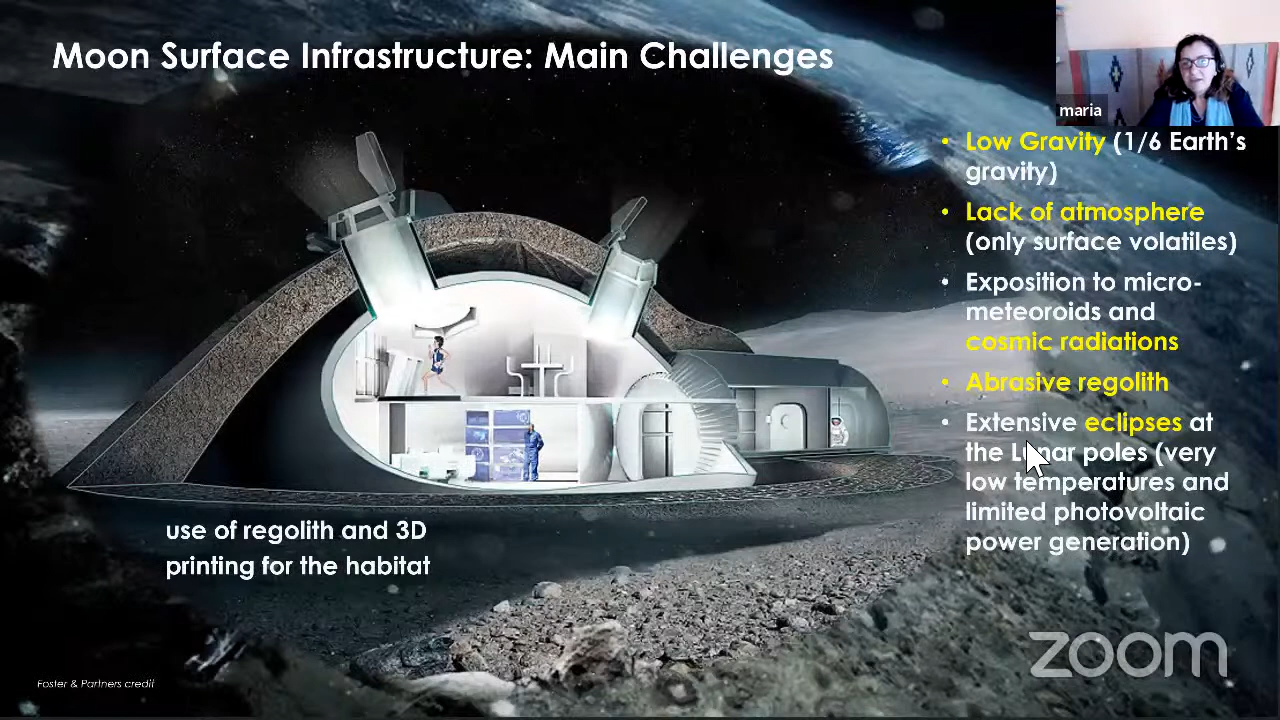 Moon Surface Infrastructure: Main Challenges
maria
• Low Gravity (1/6 Earth's
gravity)
• Lack of atmosphere
(only surface volatiles)
• Exposition to micro-
meteoroids and
cosmic radiations
• Abrasive regolith
• Extensive eclipses at
the Lunar poles (very
low temperatures and
limited photovoltaic
power generation)
use of regolith and 3D
printing for the habitat
zoom
Foster & Partners credit